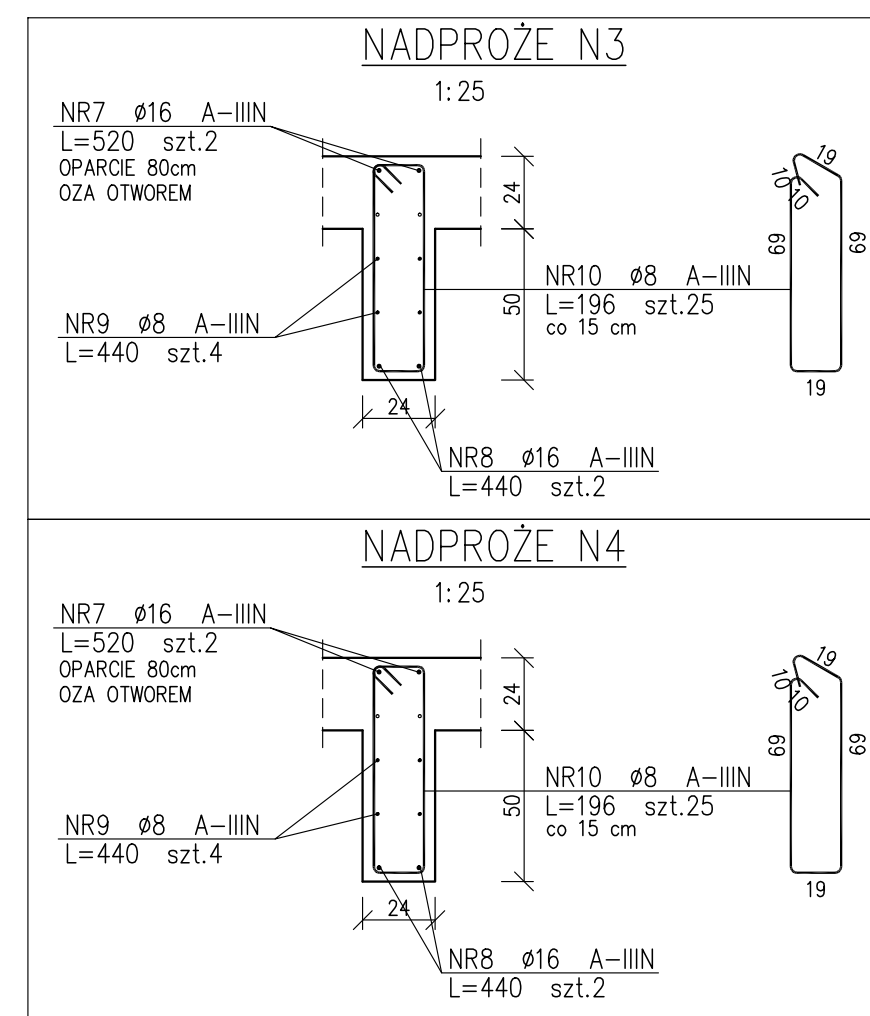 NADPROŻE N3
1:25
NR7 ø16 A-IIIN
L=520 szt.2
OPARCIE 80cm
OZA OTWOREM
NR9 ø8 A-IIIN
L=440 szt.4
24
50
24
NR10 ø8 A-IIIN
L=196 szt.25
co 15 cm
NR8 ø16 A-IIIN
L=440 szt.2
19
10
10
69
69
19
NADPROŻE N4
1:25
NR7 ø16 A-IIIN
L=520 szt.2
OPARCIE 80cm
OZA OTWOREM
NR9 ø8 A-IIIN
L=440 szt.4
24
50
24
NR10 ø8 A-IIIN
L=196 szt.25
co 15 cm
NR8 ø16 A-IIIN
L=440 szt.2
19
10
10
69
69
19